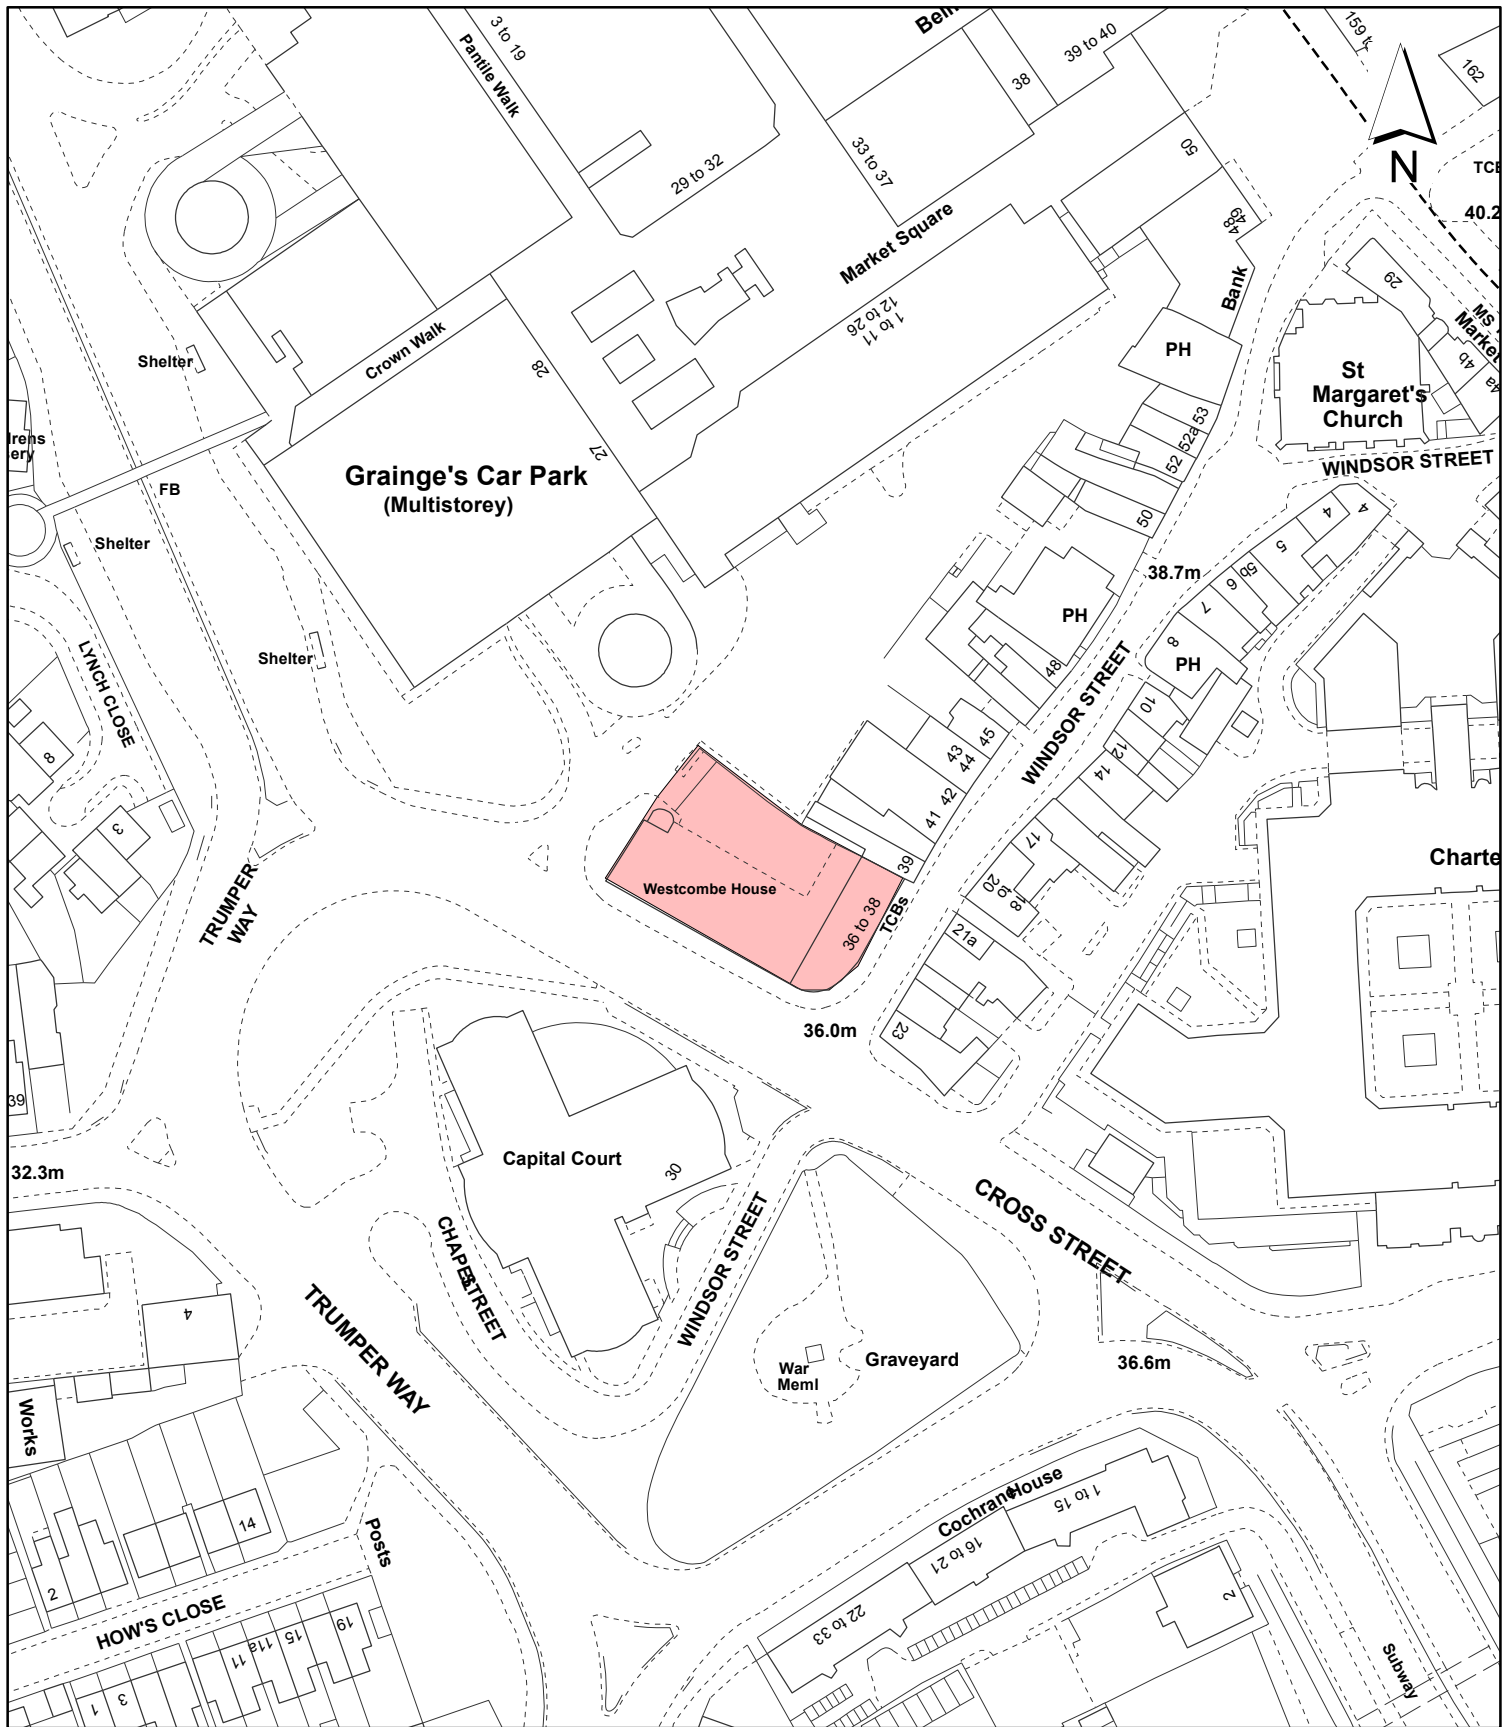 3 to 19
Pantile Walk
38
39 to 40
162
N
29 to 32
33 to 37
50
40.2
Market Square
48
49
29
1 to 11
12 to 26
Bank
MS
Market
Crown Walk
Shelter
28
PH
4b
4a
St
Margaret's
Church
53
52a
52
27
WINDSOR STREET
Grainge's Car Park
(Multistorey)
FB
Shelter
50
4
4
5
5b
6
7
38.7m
PH
8
PH
LYNCH CLOSE
Shelter
48
WINDSOR STREET
10
12
14
8
45
43
44
42
41
3
39
17
18
to
20
Westcombe House
36 to 38
TCBs
21a
TRUMPER
WAY
23
36.0m
39
Capital Court
30
32.3m
CROSS STREET
CHAPEL
STREET
WINDSOR STREET
TRUMPER WAY
4
War
Meml
Graveyard
36.6m
Works
Cochrane House
1 to 15
16 to 21
22 to 33
14
Posts
2
2
HOW'S CLOSE
19
15
11a
11
3
1
Subway